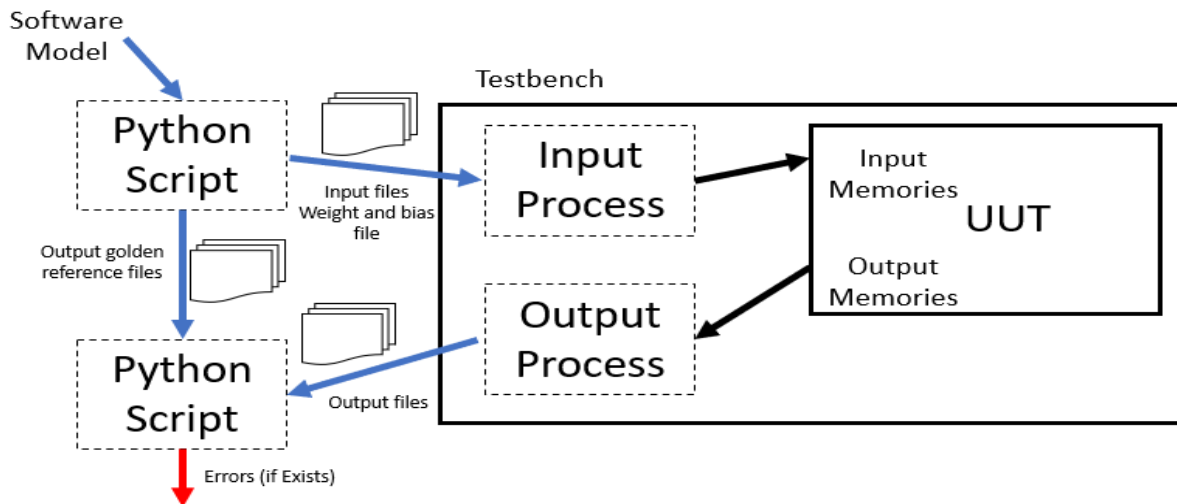 Software
Model
Testbench
Python
Script
Input files
Weight and bias
file
Input
Process
Input
Memories
UUT
Output golden
reference files
Output
Memories
Output
Process
Python
Script
Output files
Errors (if Exists)